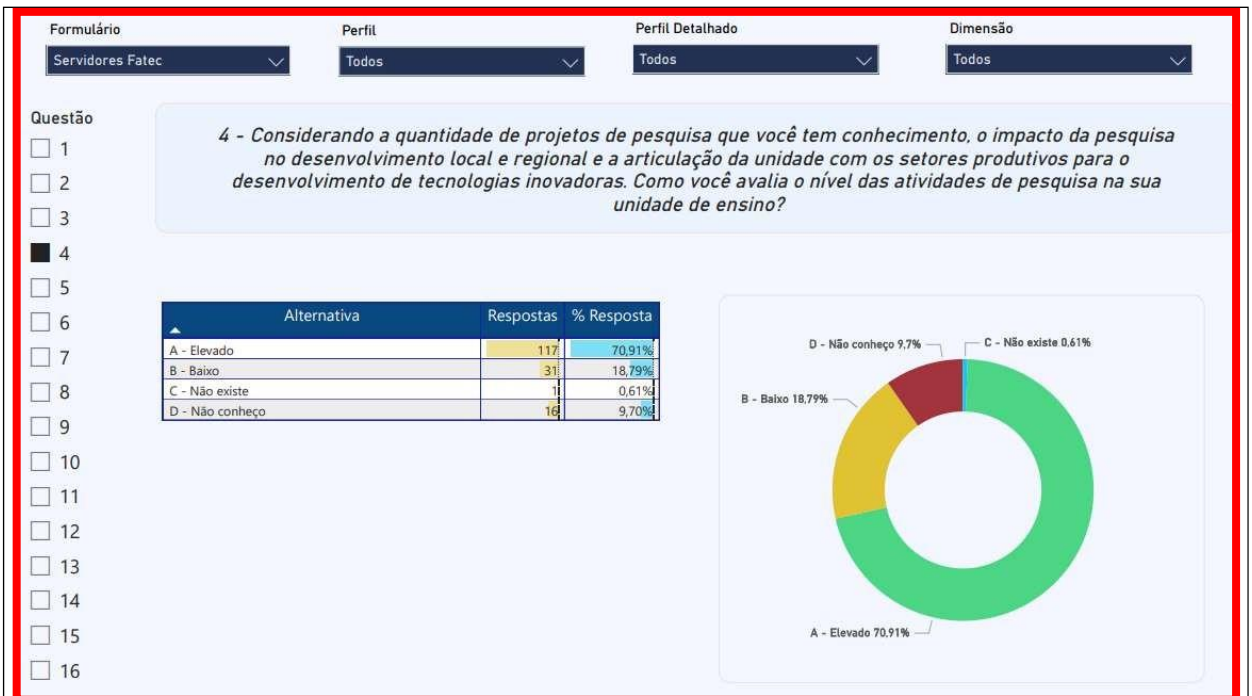 Formulário
Perfil
Perfil Detalhado
Dimensão
Servidores Fatec
Todos
Todos
Todos
Questão
1
2
3
4
5
6
7
8
9
10
11
12
13
14
15
16
4 - Considerando a quantidade de projetos de pesquisa que você tem conhecimento, o impacto da pesquisa
no desenvolvimento local e regional e a articulação da unidade com os setores produtivos para o
desenvolvimento de tecnologias inovadoras. Como você avalia o nível das atividades de pesquisa na sua
unidade de ensino?
Alternativa Respostas % Resposta
A - Elevado 117 70,91%
B - Baixo 31 18,79%
C - Não existe 1 0,61%
D - Não conheço 16 9,70%
D - Não conheço 9,7%
C - Não existe 0,61%
B - Baixo 18,79%
A - Elevado 70,91%